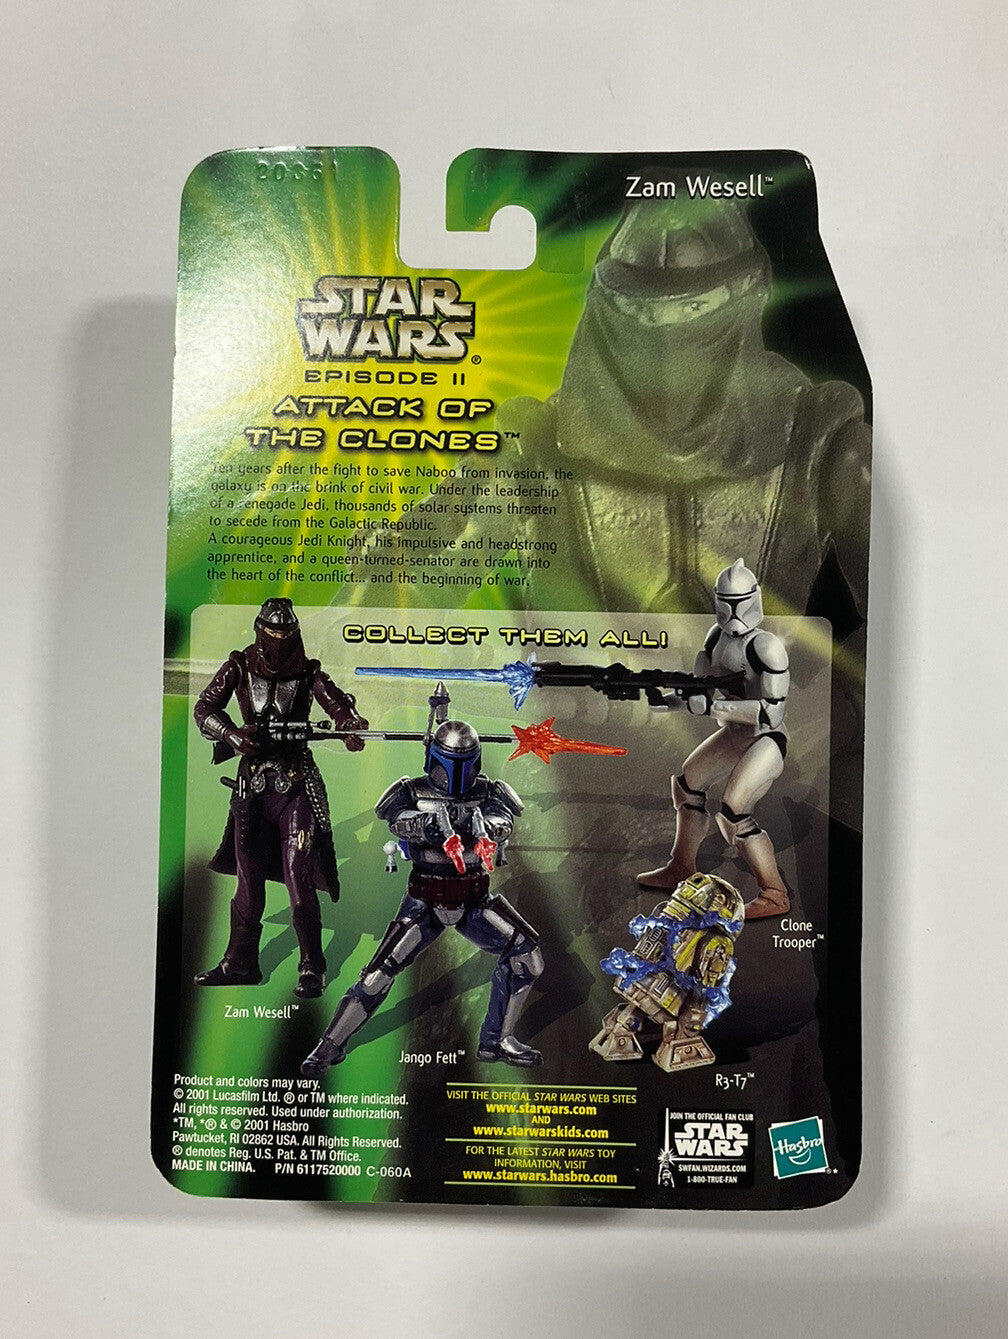 20361
Zam Wesell™
STAR
WARS®
EPISODE II
ATTACK OF
THE CLONES™
Ten years after the fight to save Naboo from invasion, the
galaxy is on the brink of civil war. Under the leadership
of a renegade Jedi, thousands of solar systems threaten
to secede from the Galactic Republic.
A courageous Jedi Knight, his impulsive and headstrong
apprentice, and a queen-turned-senator are drawn into
the heart of the conflict... and the beginning of war.
COLLECT THEM ALL!
Clone
Trooper™
Zam Wesell™
Jango Fett™
R3-T7™
Product and colors may vary.
© 2001 Lucasfilm Ltd. ® or TM where indicated.
All rights reserved. Used under authorization.
*TM, *® & © 2001 Hasbro
Pawtucket, RI 02862 USA. All Rights Reserved.
® denotes Reg. U.S. Pat. & TM Office.
MADE IN CHINA. P/N 6117520000 C-060A
VISIT THE OFFICIAL STAR WARS WEB SITES
www.starwars.com
AND
www.starwarskids.com
FOR THE LATEST STAR WARS TOY
INFORMATION, VISIT
www.starwars.hasbro.com
JOIN THE OFFICIAL FAN CLUB
STAR
WARS
SWFAN.WIZARDS.COM
1-800-TRUE-FAN
Hasbro
®*